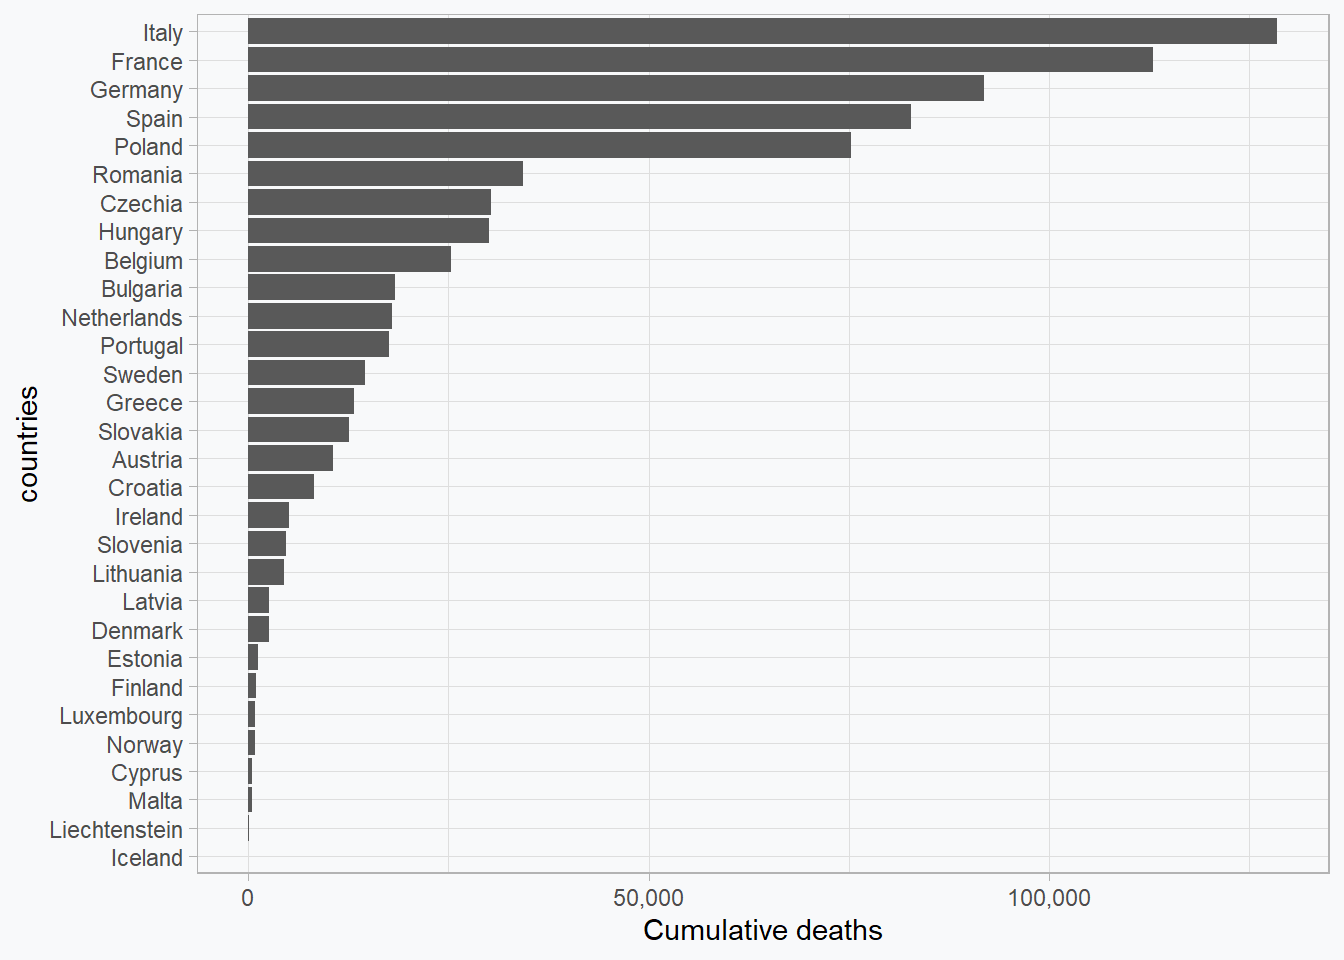 Italy
France
Germany
Spain
Poland
Romania
Czechia
Hungary
Belgium
Bulgaria
Netherlands
Portugal
Sweden
Greece
Slovakia
Austria
Croatia
Ireland
Slovenia
Lithuania
Latvia
Denmark
Estonia
Finland
Luxembourg
Norway
Cyprus
Malta
Liechtenstein
Iceland
countries
0 50,000 100,000
Cumulative deaths